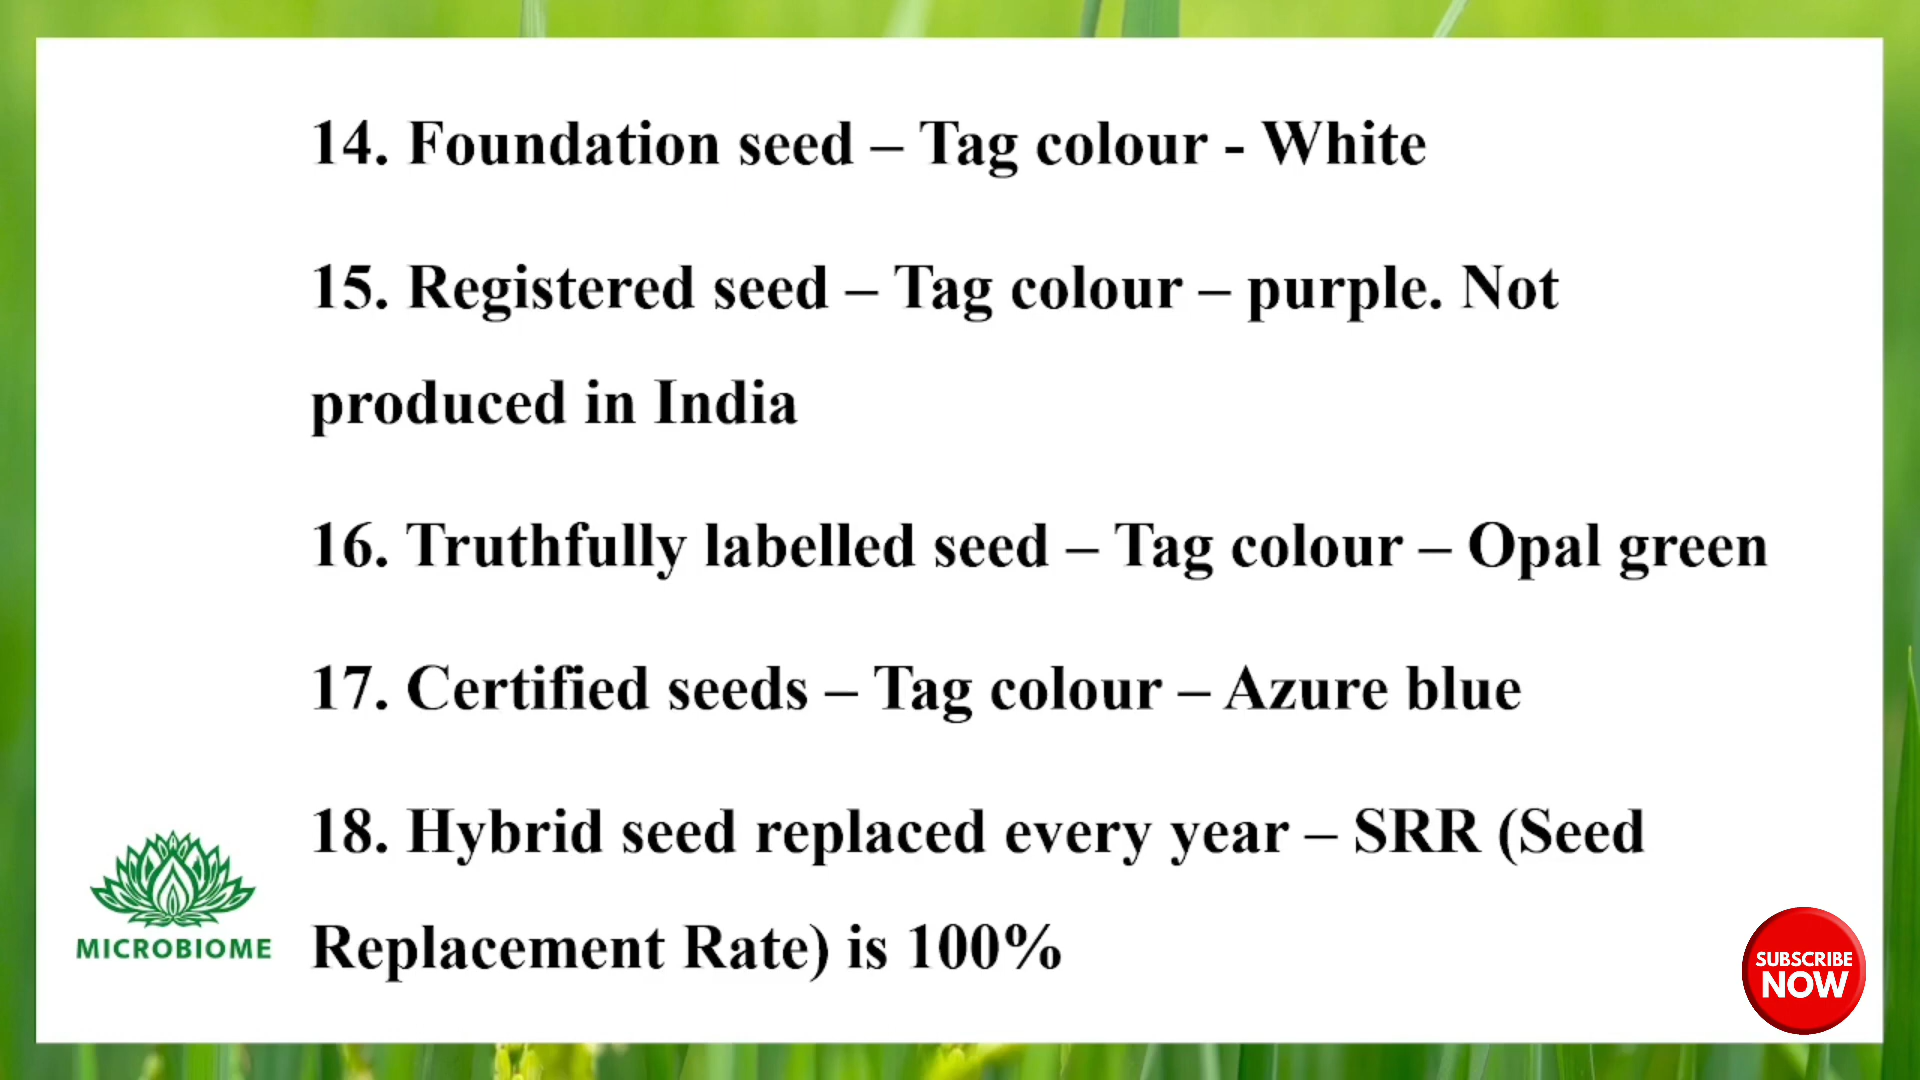 14. Foundation seed – Tag colour - White
15. Registered seed – Tag colour – purple. Not
produced in India
16. Truthfully labelled seed – Tag colour – Opal green
17. Certified seeds – Tag colour – Azure blue
18. Hybrid seed replaced every year – SRR (Seed
Replacement Rate) is 100%
MICROBIOME
SUBSCRIBE
NOW